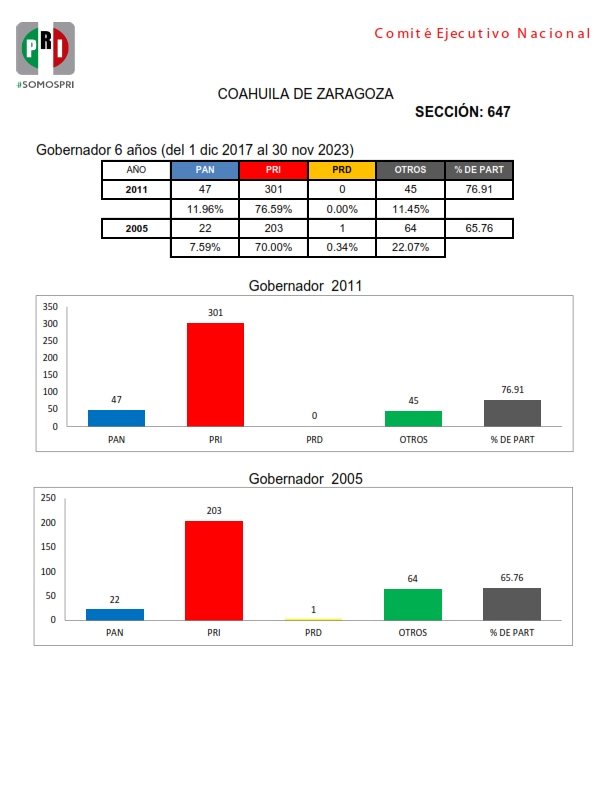 Comité Ejecutivo Nacional
PRI
#SOMOSPRI
COAHUILA DE ZARAGOZA
SECCIÓN: 647
Gobernador 6 años (del 1 dic 2017 al 30 nov 2023)
AÑO PAN PRI PRD OTROS % DE PART
2011 47 301 0 45 76.91
11.96% 76.59% 0.00% 11.45%
2005 22 203 1 64 65.76
7.59% 70.00% 0.34% 22.07%
Gobernador 2011
350
300
250
200
150
100
50
0
47 301 0 45 76.91
PAN PRI PRD OTROS % DE PART
Gobernador 2005
250
200
150
100
50
0
22 203 1 64 65.76
PAN PRI PRD OTROS % DE PART